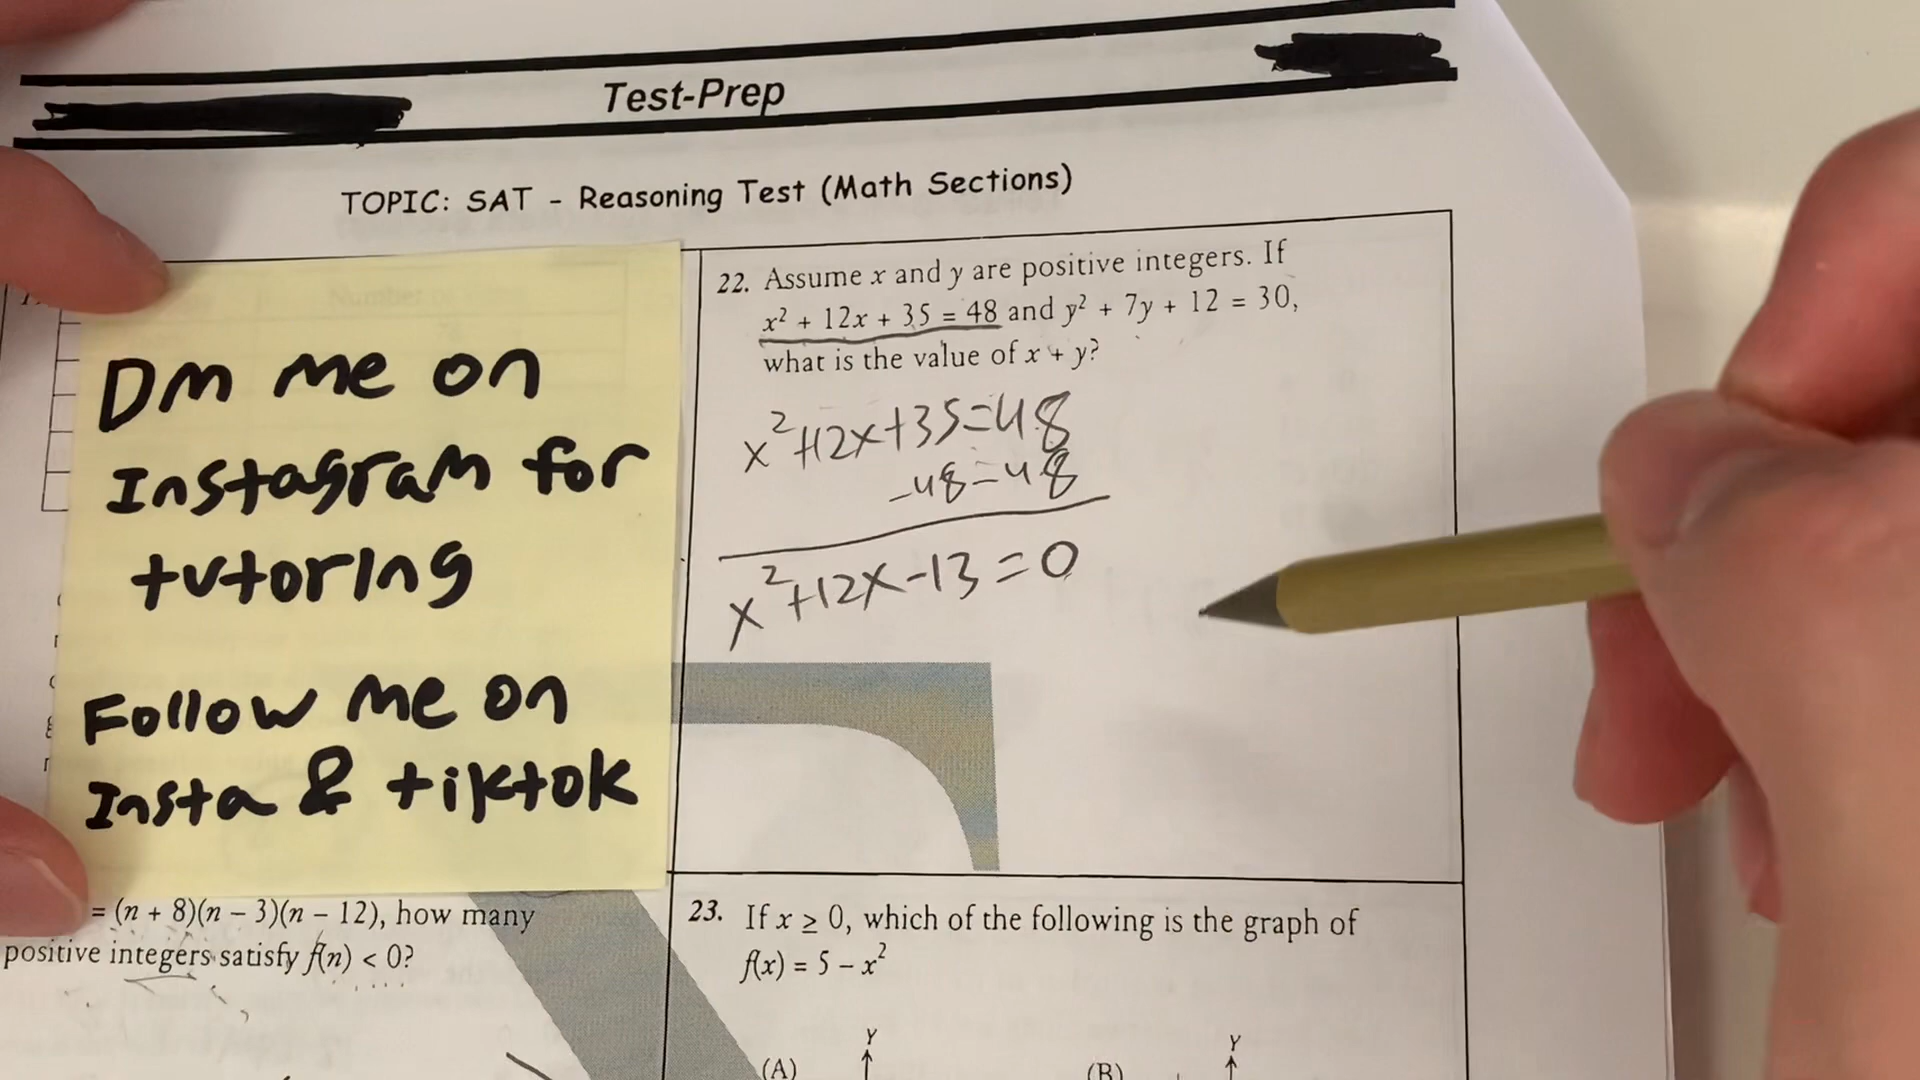 Test-Prep
TOPIC: SAT - Reasoning Test (Math Sections)
Dm me on
Instagram for
tutoring
Follow me on
Insta & tiktok
= (n + 8)(n − 3)(n − 12), how many
positive integers satisfy f(n) < 0?
22. Assume x and y are positive integers. If
x² + 12x + 35 = 48 and y² + 7y + 12 = 30,
what is the value of x + y?
x²+12x+35=48
-48=48
x²+12x-13=0
23. If x ≥ 0, which of the following is the graph of
f(x) = 5 − x²
Y
Y
(A)
(B)